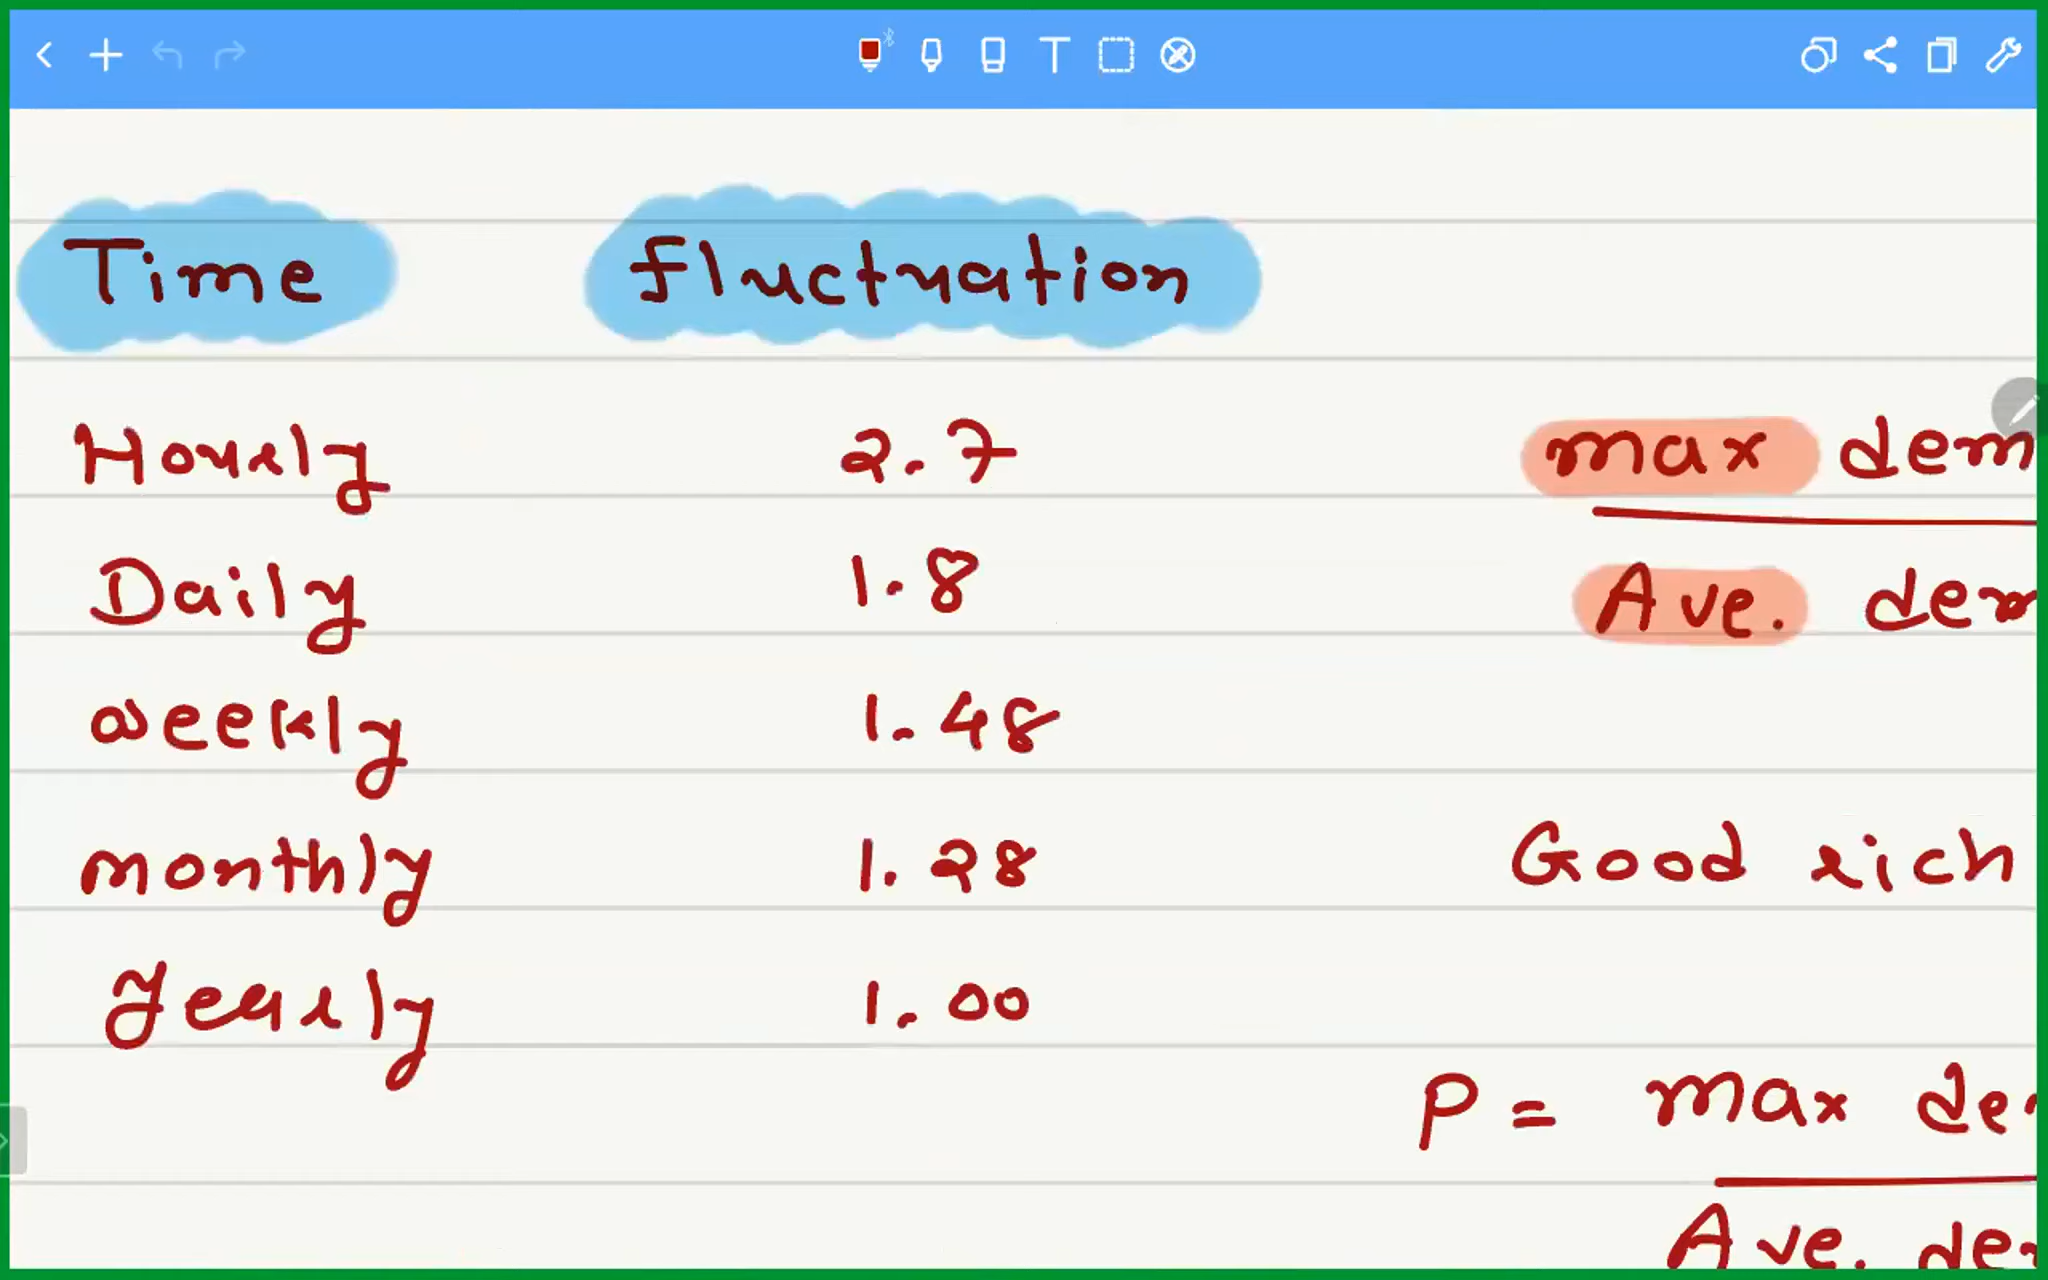 Time fluctuation
Hourly 2.7 max dem
Daily 1.8 Ave. dem
weekly 1.48
monthly 1.28 Good rich
Yearly 1.00
P = max de
Ave. de